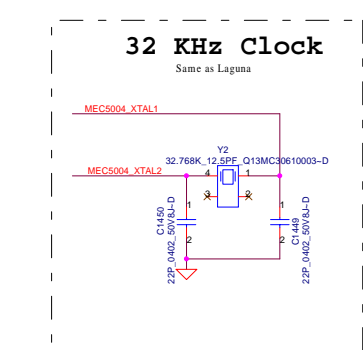 32 KHz Clock
Same as Laguna
MEC5004_XTAL1
Y2
32.768K_12.5PF_Q13MC30610003~D
MEC5004_XTAL2
4 1
3 2
1 1
C1450
22P_0402_50V8J~D
C1449
22P_0402_50V8J~D
2 2